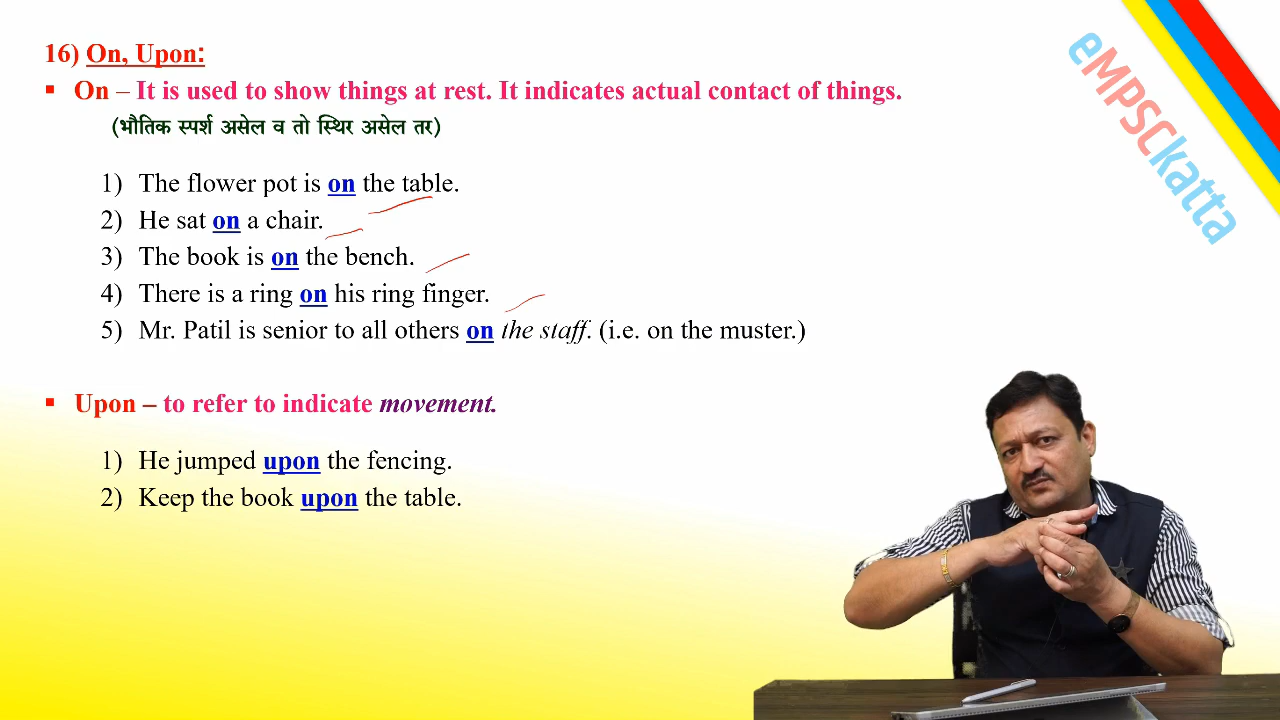 16) On, Upon:
▪ On – It is used to show things at rest. It indicates actual contact of things.
(भौतिक स्पर्श असेल व तो स्थिर असेल तर)
1) The flower pot is on the table.
2) He sat on a chair.
3) The book is on the bench.
4) There is a ring on his ring finger.
5) Mr. Patil is senior to all others on the staff. (i.e. on the muster.)
▪ Upon – to refer to indicate movement.
1) He jumped upon the fencing.
2) Keep the book upon the table.
eMPSCkatta